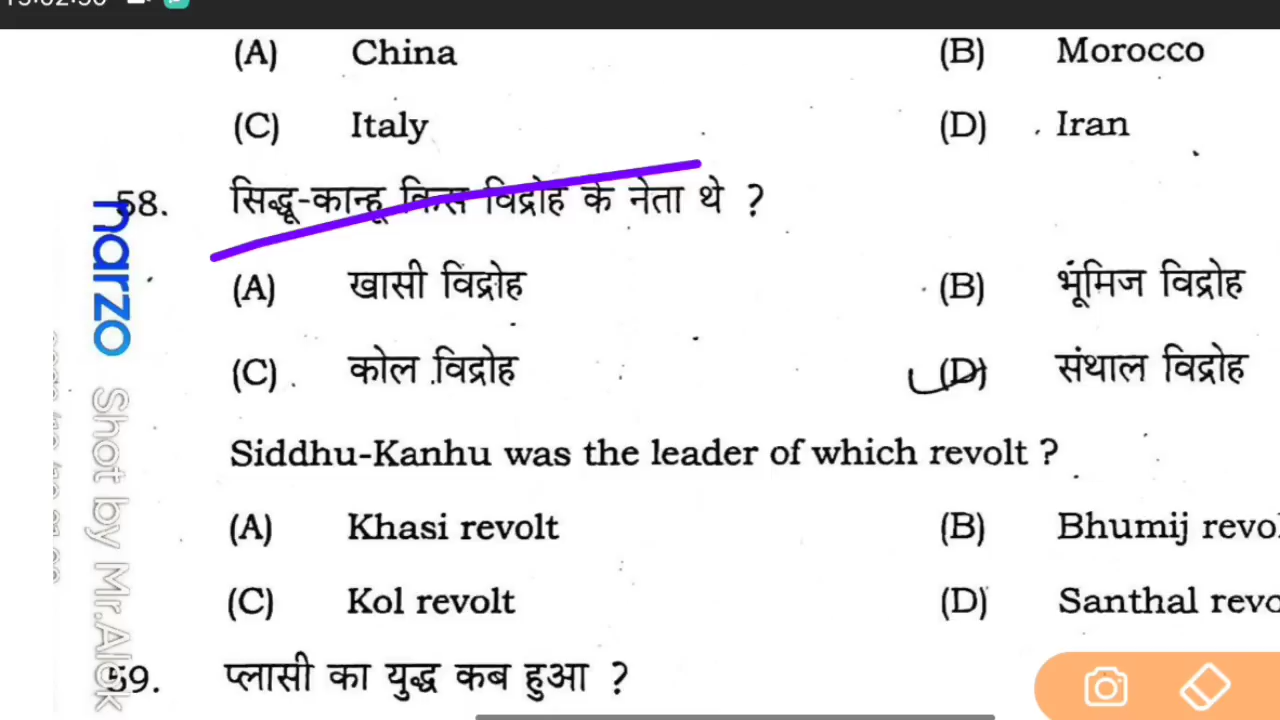 (A) China (B) Morocco
(C) Italy (D) Iran
58. सिद्धू-कान्हू किस विद्रोह के नेता थे ?
(A) खासी विद्रोह (B) भूमिज विद्रोह
(C) कोल विद्रोह (D) संथाल विद्रोह
Siddhu-Kanhu was the leader of which revolt ?
(A) Khasi revolt (B) Bhumij revol
(C) Kol revolt (D) Santhal revo
59. प्लासी का युद्ध कब हुआ ?
narzo
Shot by Mr.Alok